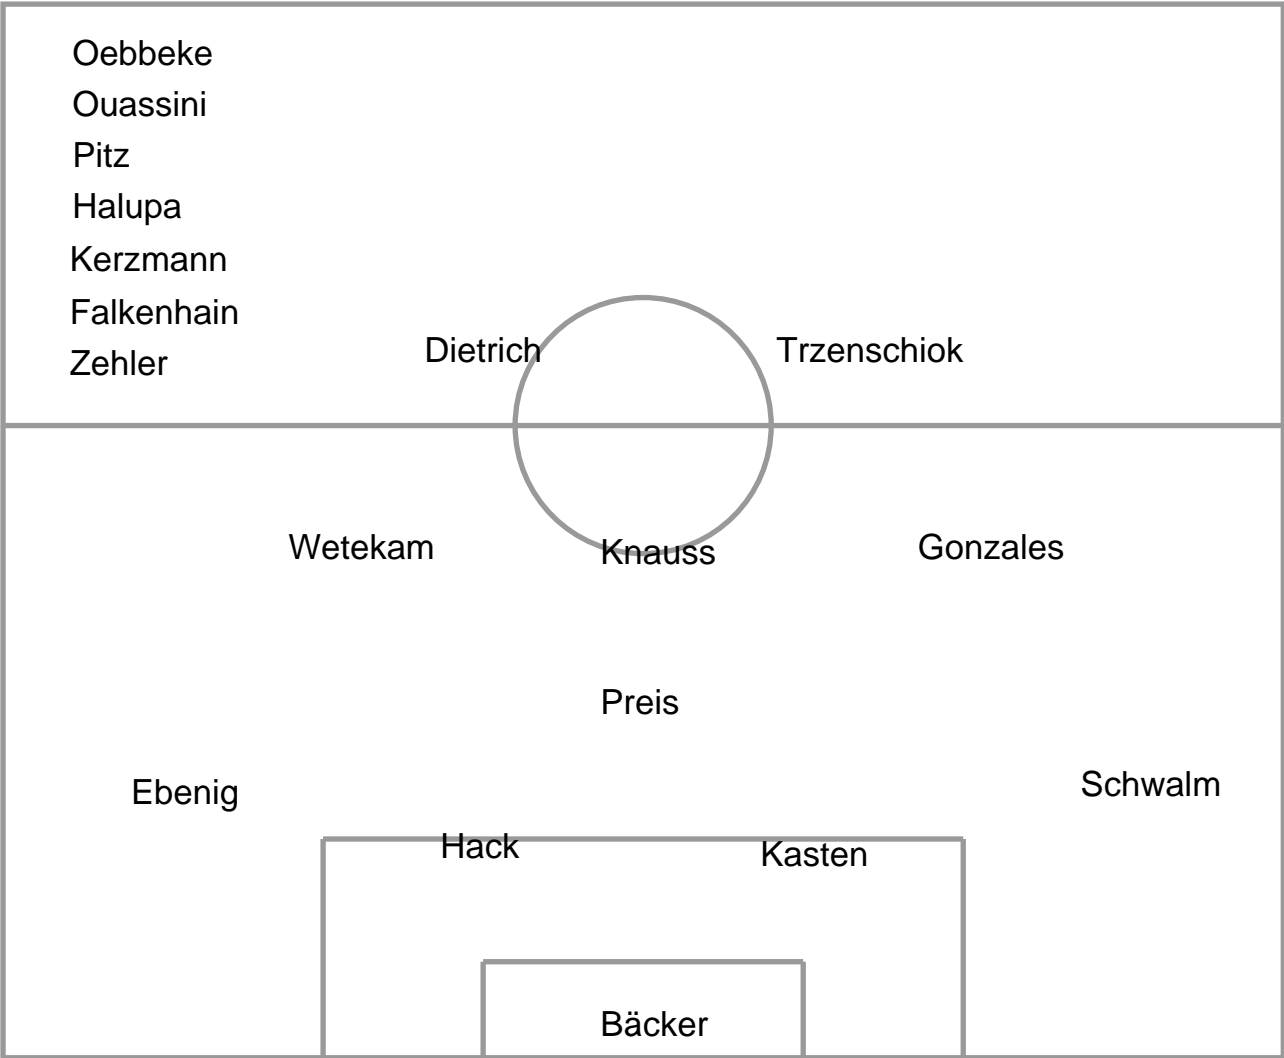 Oebbeke
Ouassini
Pitz
Halupa
Kerzmann
Falkenhain
Zehler
Dietrich Trzenschiok
Wetekam Knauss Gonzales
Preis
Ebenig Schwalm
Hack Kasten
Bäcker